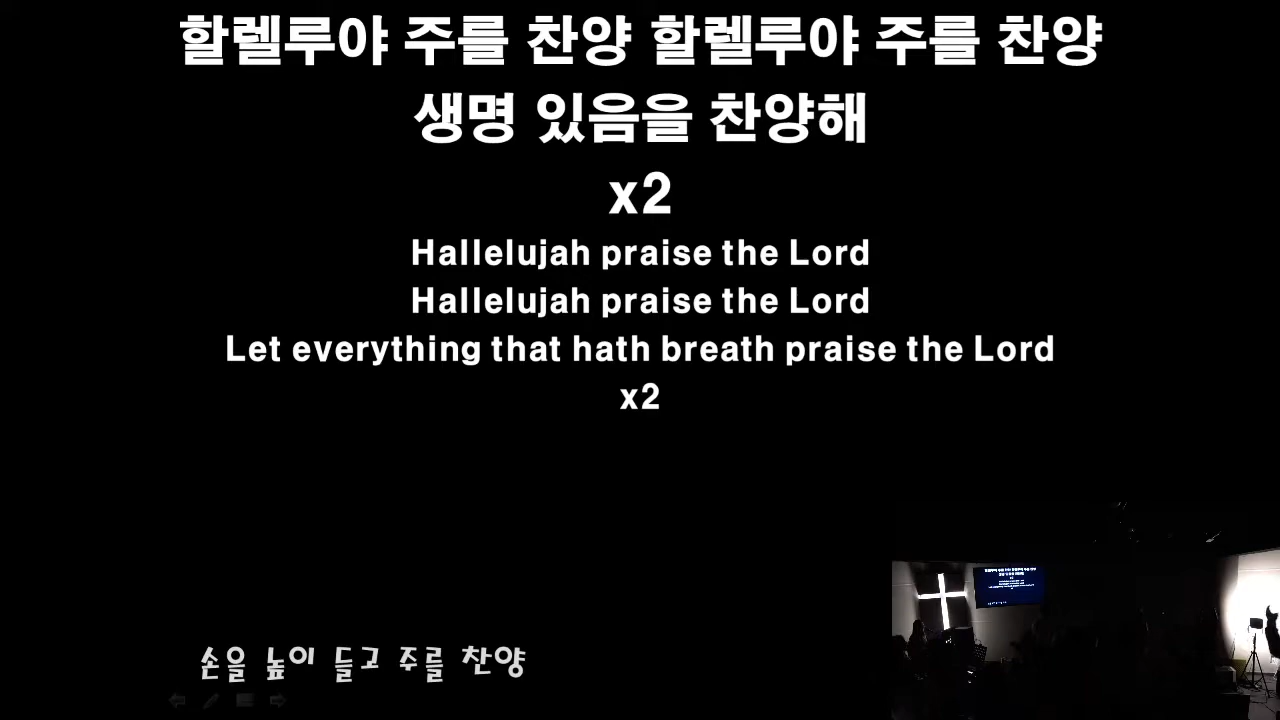 할렐루야 주를 찬양 할렐루야 주를 찬양
생명 있음을 찬양해
x2
Hallelujah praise the Lord
Hallelujah praise the Lord
Let everything that hath breath praise the Lord
x2
손을 높이 들고 주를 찬양